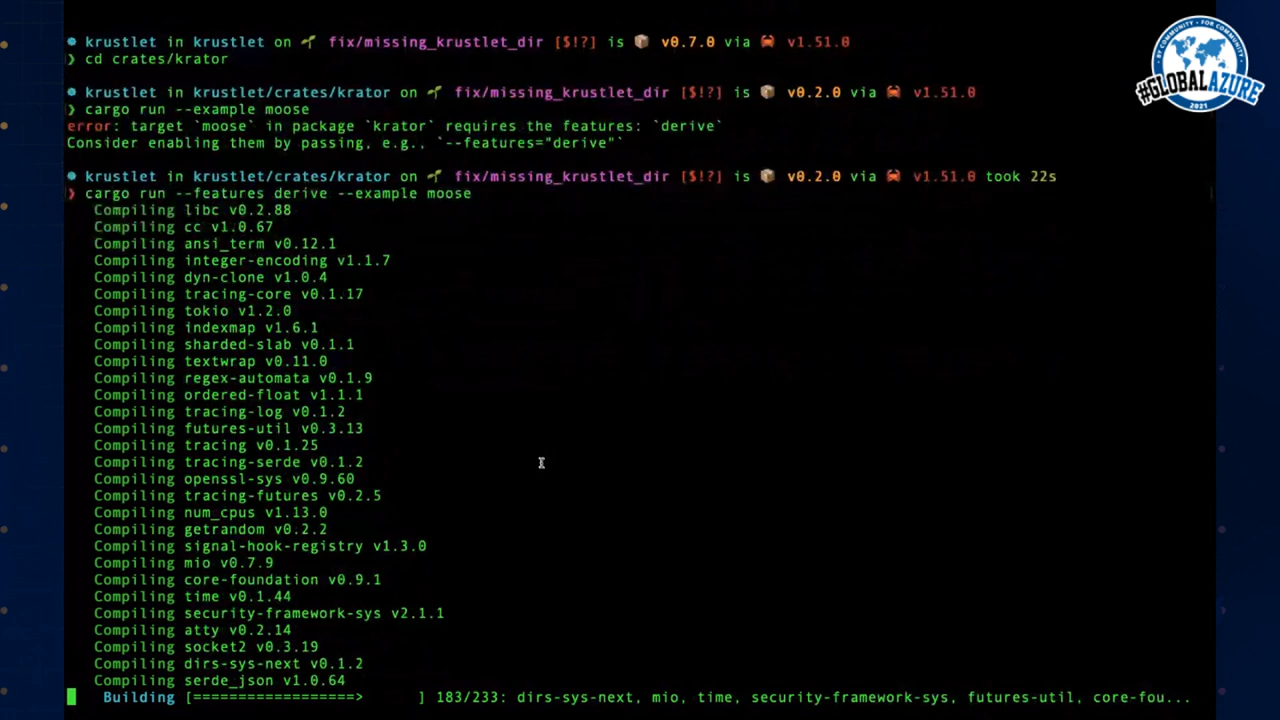 krustlet in krustlet on 🌱 fix/missing_krustlet_dir [$!?] is 📦 v0.7.0 via 🦀 v1.51.0
❯ cd crates/krator
krustlet in krustlet/crates/krator on 🌱 fix/missing_krustlet_dir [$!?] is 📦 v0.2.0 via 🦀 v1.51.0
❯ cargo run --example moose
error: target `moose` in package `krator` requires the features: `derive`
Consider enabling them by passing, e.g., `--features="derive"`
krustlet in krustlet/crates/krator on 🌱 fix/missing_krustlet_dir [$!?] is 📦 v0.2.0 via 🦀 v1.51.0 took 22s
❯ cargo run --features derive --example moose
Compiling libc v0.2.88
Compiling cc v1.0.67
Compiling ansi_term v0.12.1
Compiling integer-encoding v1.1.7
Compiling dyn-clone v1.0.4
Compiling tracing-core v0.1.17
Compiling tokio v1.2.0
Compiling indexmap v1.6.1
Compiling sharded-slab v0.1.1
Compiling textwrap v0.11.0
Compiling regex-automata v0.1.9
Compiling ordered-float v1.1.1
Compiling tracing-log v0.1.2
Compiling futures-util v0.3.13
Compiling tracing v0.1.25
Compiling tracing-serde v0.1.2
Compiling openssl-sys v0.9.60
Compiling tracing-futures v0.2.5
Compiling num_cpus v1.13.0
Compiling getrandom v0.2.2
Compiling signal-hook-registry v1.3.0
Compiling mio v0.7.9
Compiling core-foundation v0.9.1
Compiling time v0.1.44
Compiling security-framework-sys v2.1.1
Compiling atty v0.2.14
Compiling socket2 v0.3.19
Compiling dirs-sys-next v0.1.2
Compiling serde_json v1.0.64
Building [==================>      ] 183/233: dirs-sys-next, mio, time, security-framework-sys, futures-util, core-fou...
BY COMMUNITY, FOR COMMUNITY
#GLOBALAZURE
2021